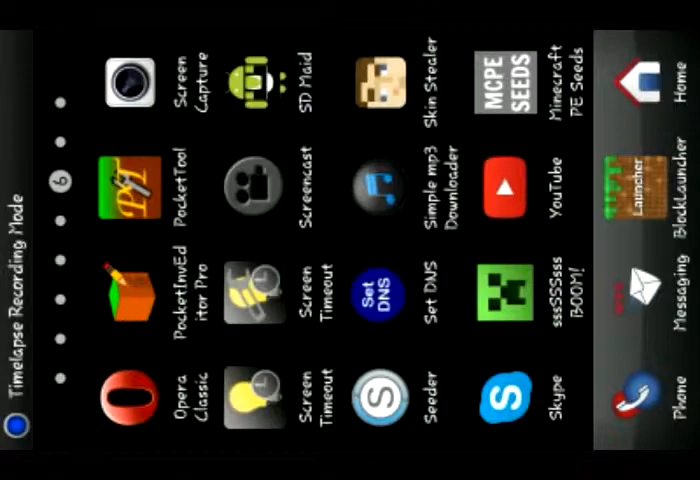 Timelapse Recording Mode
6
Opera
Classic
PocketInvEd
itor Pro
PocketTool
Screen
Capture
Screen
Timeout
Screen
Timeout
Screencast
SD Maid
Seeder
Set
DNS
Set DNS
Simple mp3
Downloader
Skin Stealer
Skype
sssSSSsss
BOOM!
YouTube
MCPE
SEEDS
Minecraft
PE Seeds
Phone
Messaging
Launcher
BlockLauncher
Home